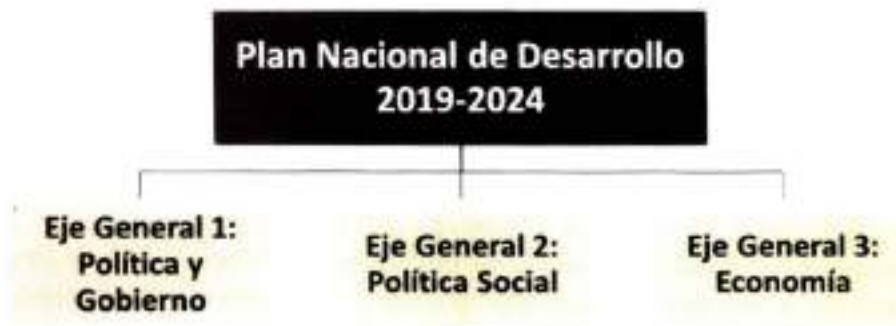 Plan Nacional de Desarrollo
2019-2024
Eje General 1:
Política y
Gobierno
Eje General 2:
Política Social
Eje General 3:
Economía